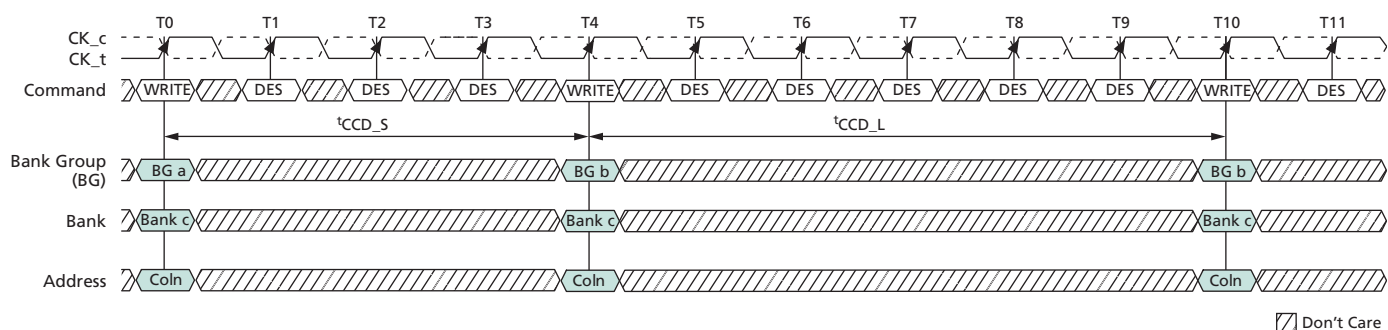 T0 T1 T2 T3 T4 T5 T6 T7 T8 T9 T10 T11
CK_c
CK_t
Command WRITE DES DES DES WRITE DES DES DES DES DES WRITE DES
tCCD_S tCCD_L
Bank Group
(BG) BG a BG b BG b
Bank Bank c Bank c Bank c
Address Coln Coln Coln
Don't Care